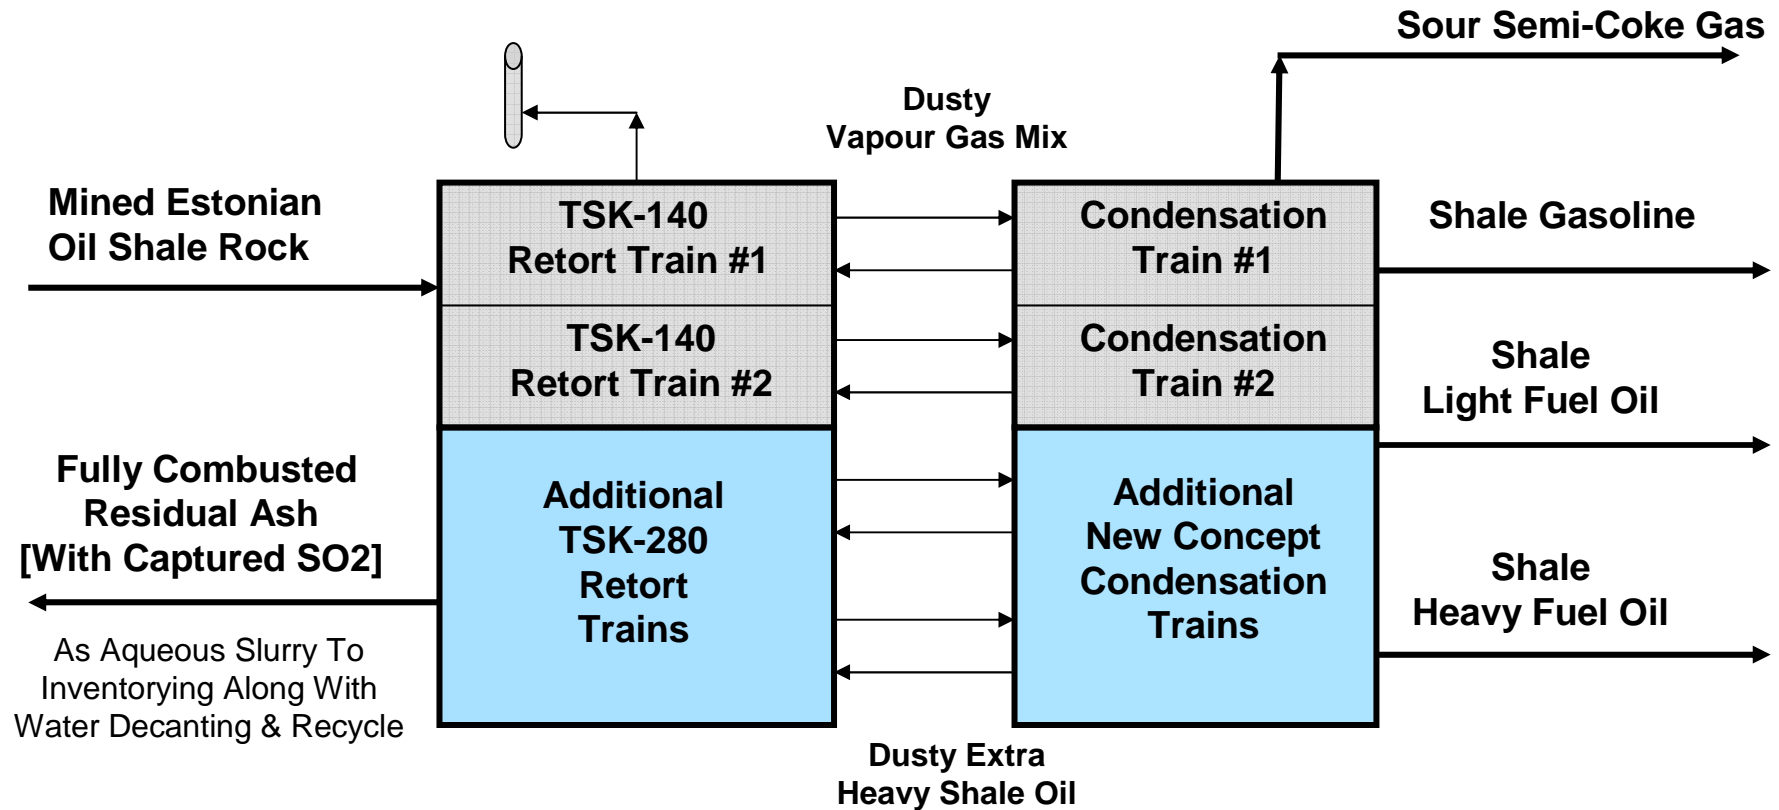 Sour Semi-Coke Gas
Dusty
Vapour Gas Mix
Mined Estonian
Oil Shale Rock
TSK-140
Retort Train #1
Condensation
Train #1
Shale Gasoline
TSK-140
Retort Train #2
Condensation
Train #2
Shale
Light Fuel Oil
Fully Combusted
Residual Ash
[With Captured SO2]
As Aqueous Slurry To
Inventorying Along With
Water Decanting & Recycle
Additional
TSK-280
Retort
Trains
Additional
New Concept
Condensation
Trains
Shale
Heavy Fuel Oil
Dusty Extra
Heavy Shale Oil